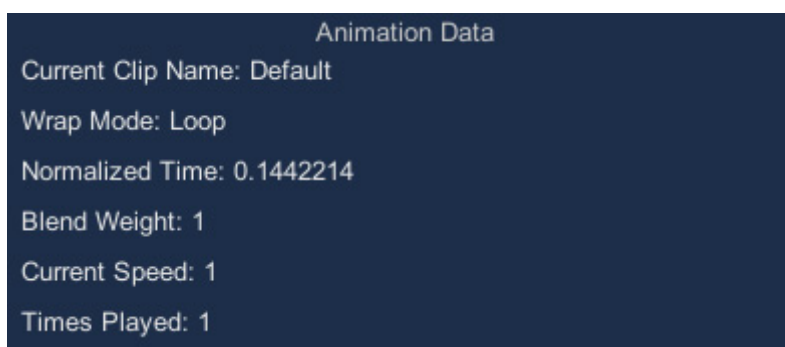 Animation Data
Current Clip Name: Default
Wrap Mode: Loop
Normalized Time: 0.1442214
Blend Weight: 1
Current Speed: 1
Times Played: 1